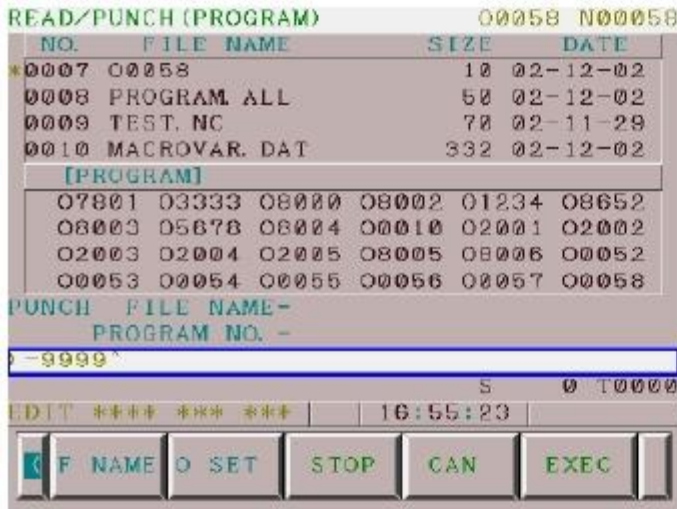 READ/PUNCH (PROGRAM) O0058 N00058
NO. FILE NAME SIZE DATE
*0007 O0058 10 02-12-02
0008 PROGRAM. ALL 50 02-12-02
0009 TEST. NC 70 02-11-29
0010 MACROVAR. DAT 332 02-12-02
[PROGRAM]
O7801 O3333 O8000 O8002 O1234 O8652
O8003 O5678 O8004 O0010 O2001 O2002
O2003 O2004 O2005 O8005 O8006 O0052
O0053 O0054 O0055 O0056 O0057 O0058
PUNCH FILE NAME=
PROGRAM NO. =
-9999^
S 0 T0000
EDIT **** *** *** 16:55:23
F NAME O SET STOP CAN EXEC